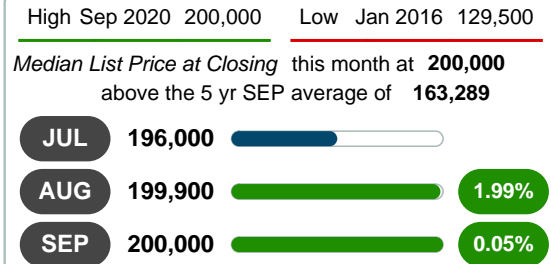 High Sep 2020 200,000 Low Jan 2016 129,500
Median List Price at Closing this month at 200,000
above the 5 yr SEP average of 163,289
JUL 196,000
AUG 199,900 1.99%
SEP 200,000 0.05%